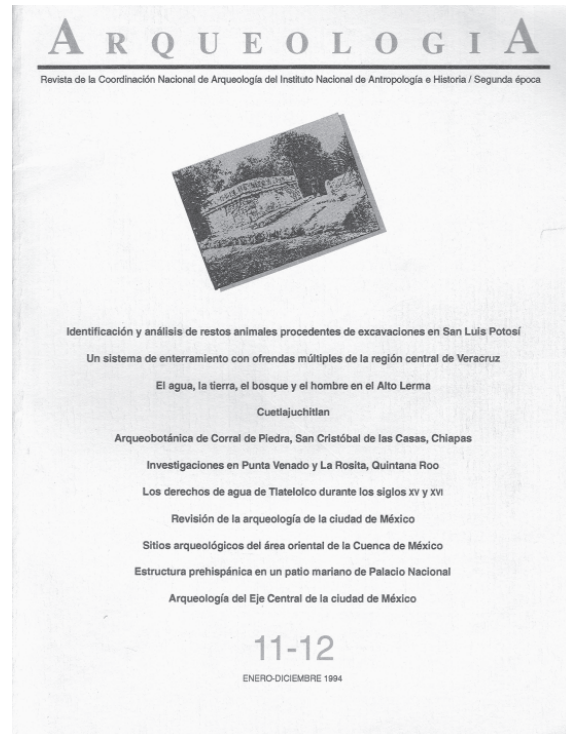 ARQUEOLOGIA
Revista de la Coordinación Nacional de Arqueología del Instituto Nacional de Antropología e Historia / Segunda época
Identificación y análisis de restos animales procedentes de excavaciones en San Luis Potosí
Un sistema de enterramiento con ofrendas múltiples de la región central de Veracruz
El agua, la tierra, el bosque y el hombre en el Alto Lerma
Cuetlajuchitlan
Arqueobotánica de Corral de Piedra, San Cristóbal de las Casas, Chiapas
Investigaciones en Punta Venado y La Rosita, Quintana Roo
Los derechos de agua de Tlatelolco durante los siglos XV y XVI
Revisión de la arqueología de la ciudad de México
Sitios arqueológicos del área oriental de la Cuenca de México
Estructura prehispánica en un patio mariano de Palacio Nacional
Arqueología del Eje Central de la ciudad de México
11-12
ENERO-DICIEMBRE 1994